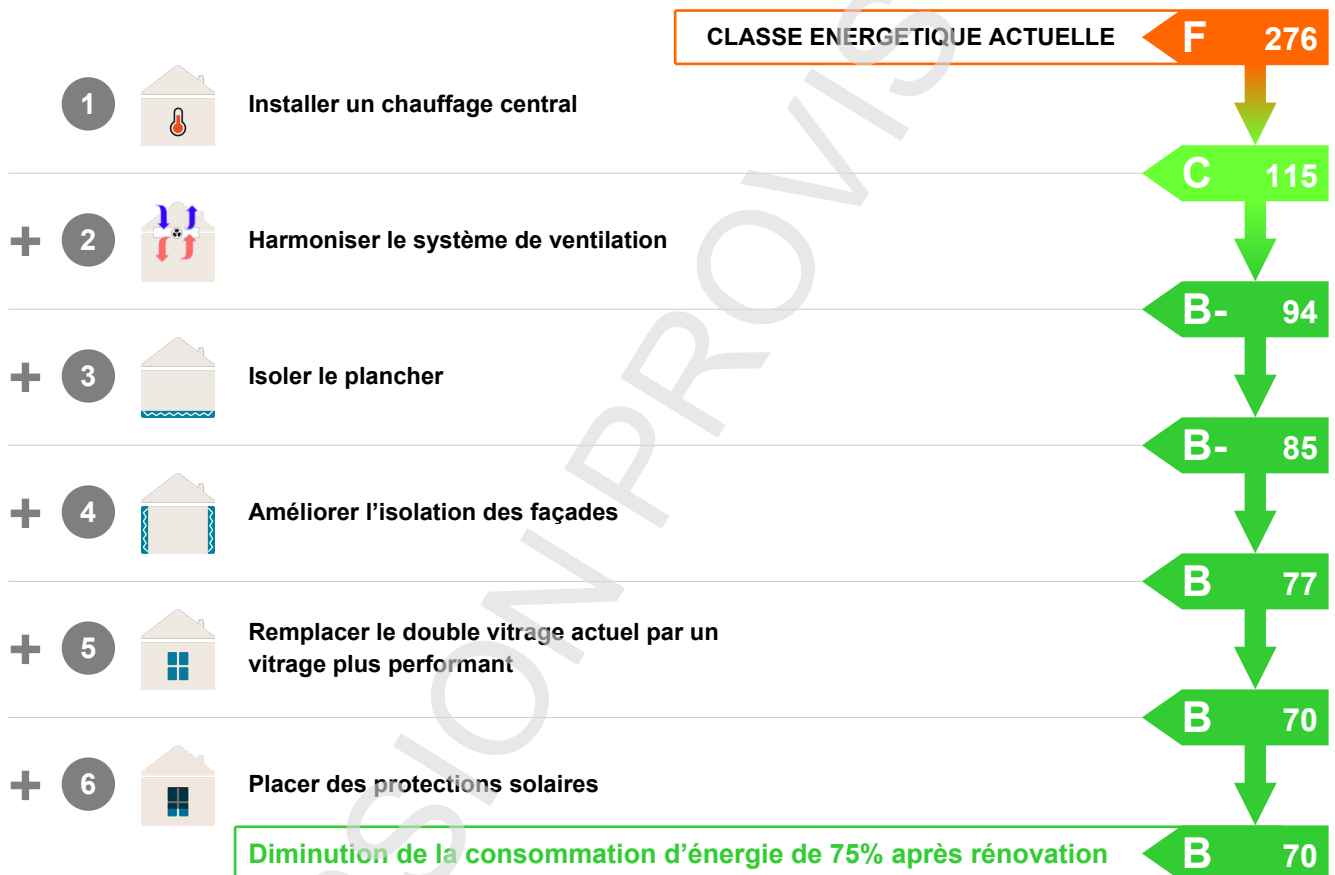 CLASSE ENERGETIQUE ACTUELLE F 276
1 Installer un chauffage central
C 115
+ 2 Harmoniser le système de ventilation
B- 94
+ 3 Isoler le plancher
B- 85
+ 4 Améliorer l’isolation des façades
B 77
+ 5 Remplacer le double vitrage actuel par un
vitrage plus performant
B 70
+ 6 Placer des protections solaires
Diminution de la consommation d’énergie de 75% après rénovation B 70
SION PROVIS